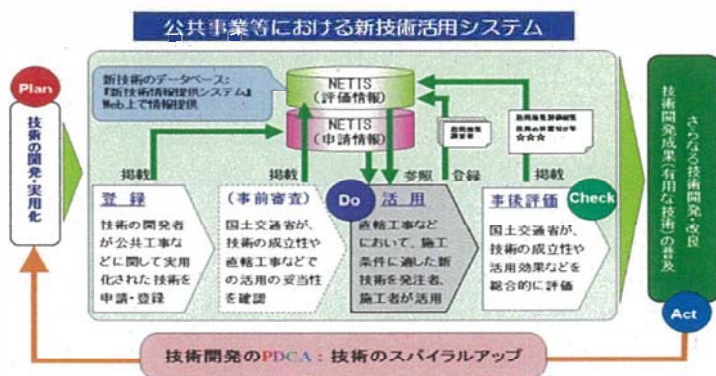 公共事業等における新技術活用システム
Plan
技術の開発・実用化
新技術のデータベース:
『新技術情報提供システム』
Web上で情報提供
NETIS
(評価情報)
NETIS
(申請情報)
掲載
掲載
参照
登録
掲載
登録
技術の開発者
が公共工事な
どに関して実用
化された技術を
申請・登録
(事前審査)
国土交通省が、
技術の成立性や
直轄工事などで
の活用の妥当性
を確認
Do
活用
直轄工事など
において、施工
条件に適した新
技術を発注者、
施工者が活用
事後評価
Check
国土交通省が、
技術の成立性や
活用効果などを
総合的に評価
☆☆☆
さらなる技術開発・改良
技術開発成果(有用な技術)の普及
Act
技術開発のPDCA:技術のスパイラルアップ